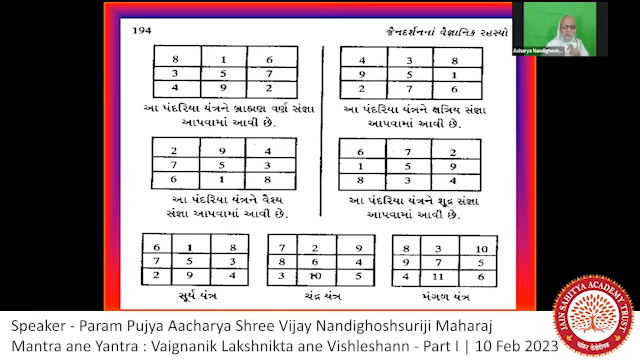 194
જૈનદર્શનનાં વૈજ્ઞાનિક રહસ્યો
8 1 6
3 5 7
4 9 2
આ પંદરિયા યંત્રને બ્રાહ્મણ વર્ણ સંજ્ઞા
આપવામાં આવી છે.
4 3 8
9 5 1
2 7 6
આ પંદરિયા યંત્રને ક્ષત્રિય સંજ્ઞા
આપવામાં આવી છે.
2 9 4
7 5 3
6 1 8
આ પંદરિયા યંત્રને વૈશ્ય
સંજ્ઞા આપવામાં આવી છે.
6 7 2
1 5 9
8 3 4
આ પંદરિયા યંત્રને શુદ્ર સંજ્ઞા
આપવામાં આવી છે.
6 1 8
7 5 3
2 9 4
સૂર્ય યંત્ર
7 2 9
8 6 4
3 10 5
ચંદ્ર યંત્ર
8 3 10
9 7 5
4 11 6
મંગળ યંત્ર
Acharya Nandighosh...
JAIN SAHITYA ACADEMY TRUST
Speaker - Param Pujya Aacharya Shree Vijay Nandighoshsuriji Maharaj
Mantra ane Yantra : Vaignanik Lakshnikta ane Vishleshann - Part I | 10 Feb 2023